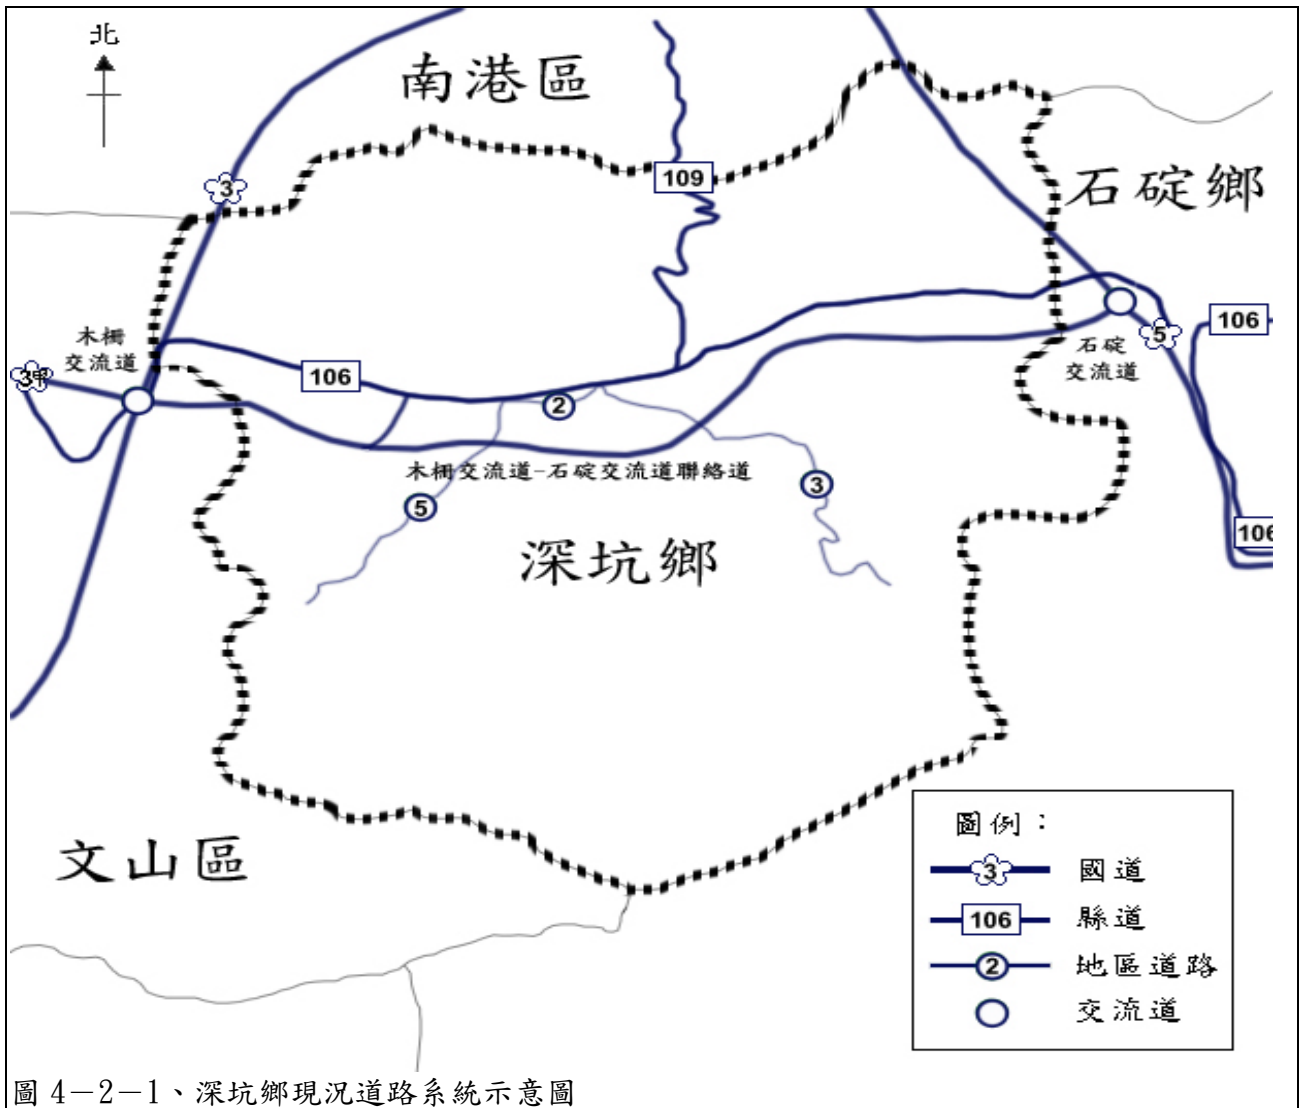 北
南港區
109
3
石碇鄉
木柵
交流道
106
5
石碇
交流道
3甲
106
2
木柵交流道-石碇交流道聯絡道
3
5
106
深坑鄉
文山區
圖例：
3 國道
106 縣道
2 地區道路
交流道
圖 4－2－1、深坑鄉現況道路系統示意圖